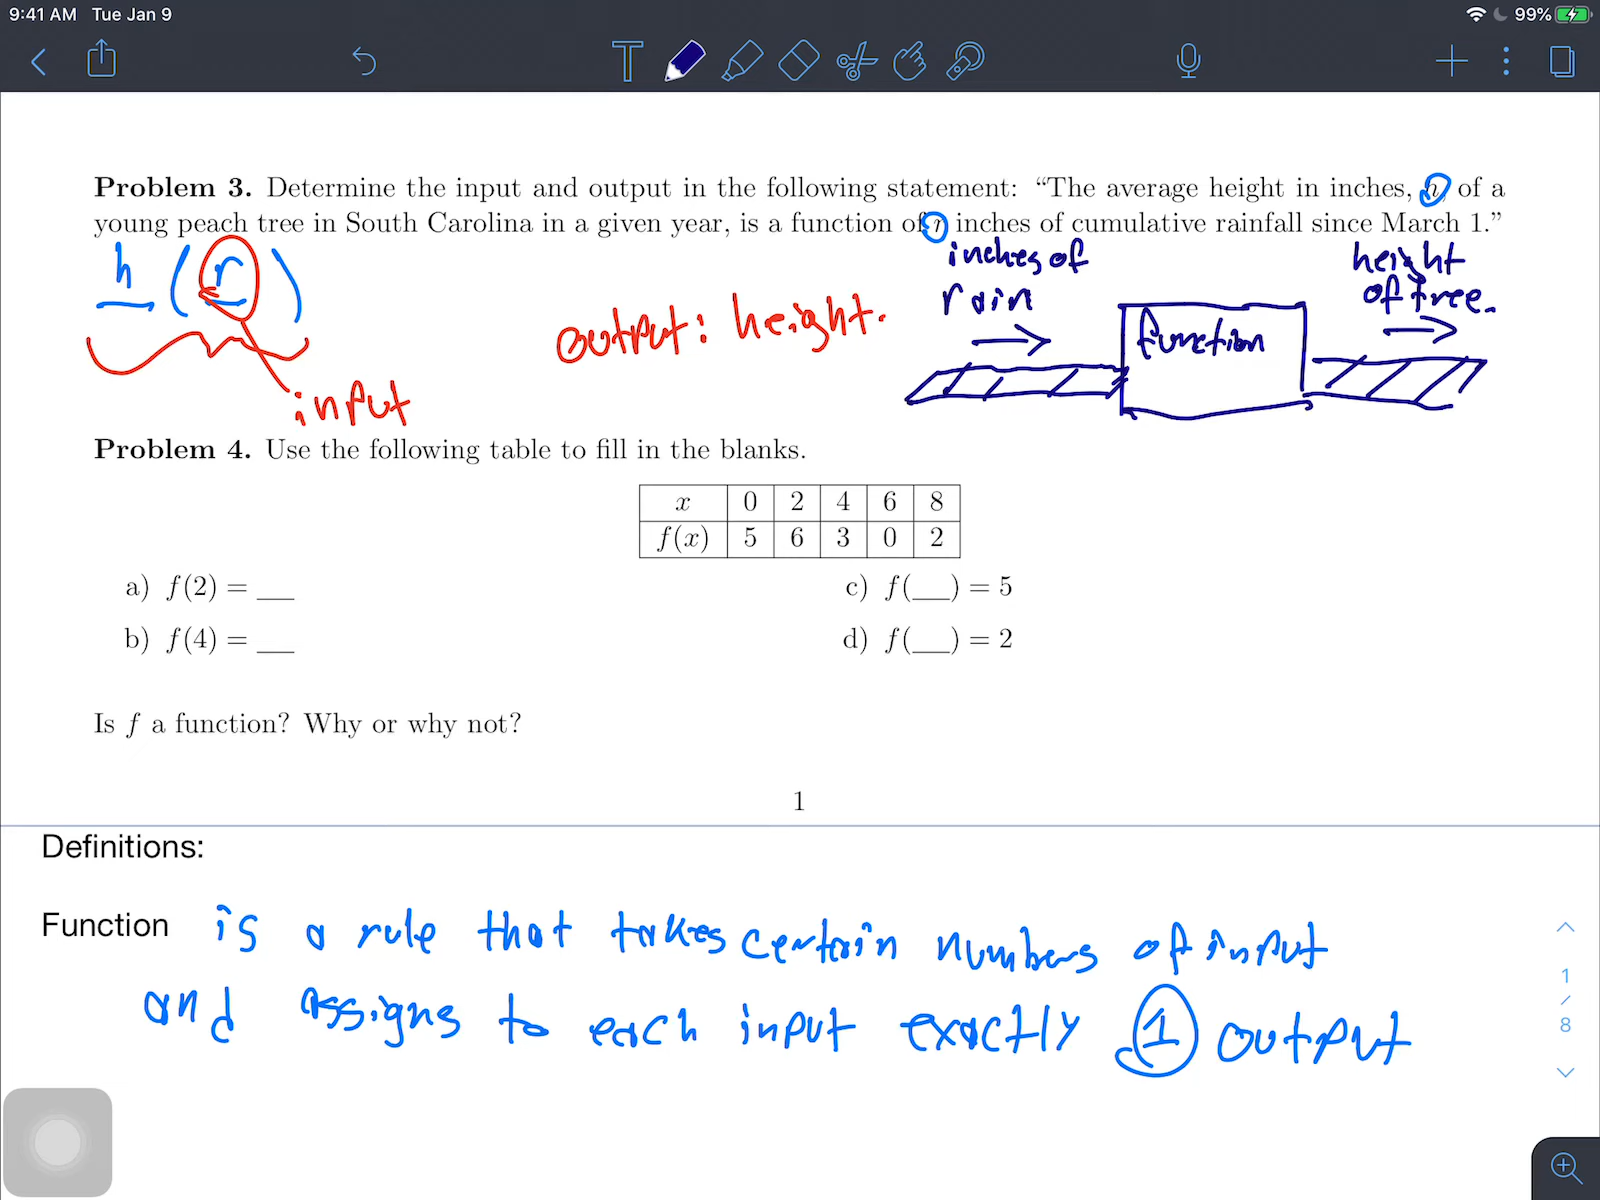 9:41 AM Tue Jan 9
99%
Problem 3. Determine the input and output in the following statement: “The average height in inches, h, of a
young peach tree in South Carolina in a given year, is a function of r inches of cumulative rainfall since March 1.”
h (r)
input
output: height.
inches of
rain
function
height
of tree.
Problem 4. Use the following table to fill in the blanks.
x 0 2 4 6 8
f(x) 5 6 3 0 2
a) f(2) = __
c) f(__) = 5
b) f(4) = __
d) f(__) = 2
Is f a function? Why or why not?
1
Definitions:
Function is a rule that takes certain numbers of input
and assigns to each input exactly 1 output
1
/
8